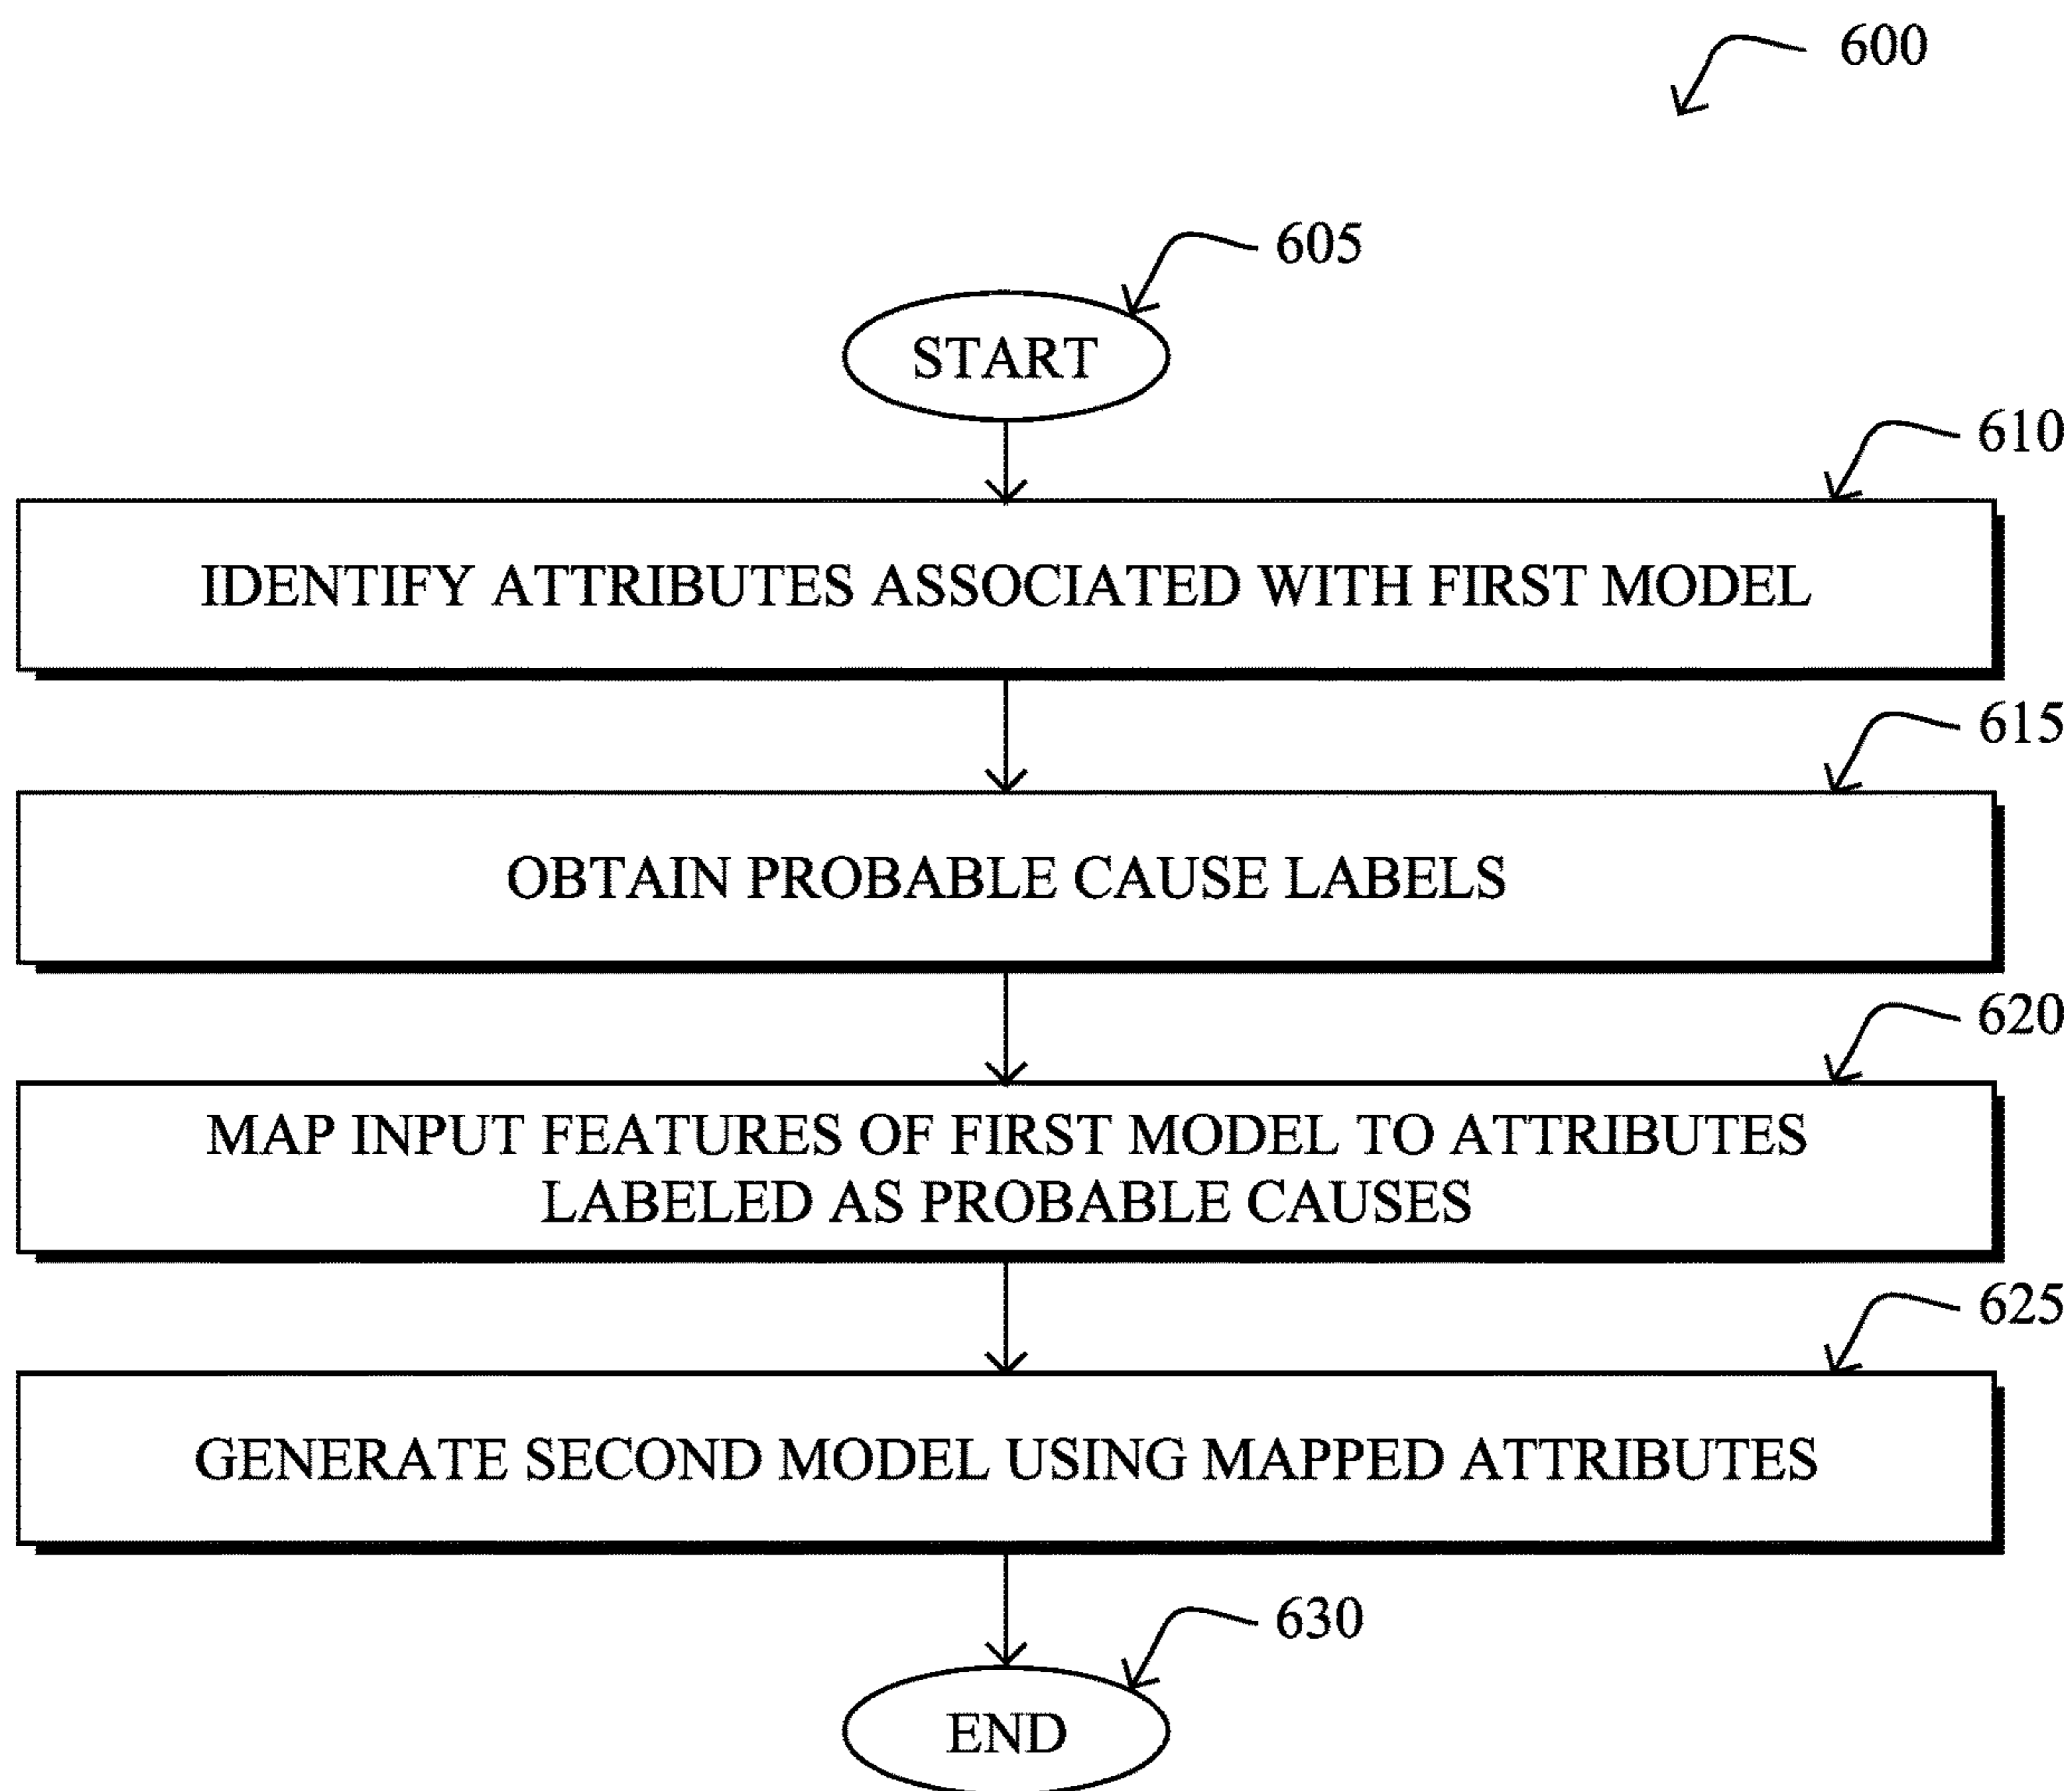 600
605
START
610
IDENTIFY ATTRIBUTES ASSOCIATED WITH FIRST MODEL
615
OBTAIN PROBABLE CAUSE LABELS
620
MAP INPUT FEATURES OF FIRST MODEL TO ATTRIBUTES
LABELED AS PROBABLE CAUSES
625
GENERATE SECOND MODEL USING MAPPED ATTRIBUTES
630
END